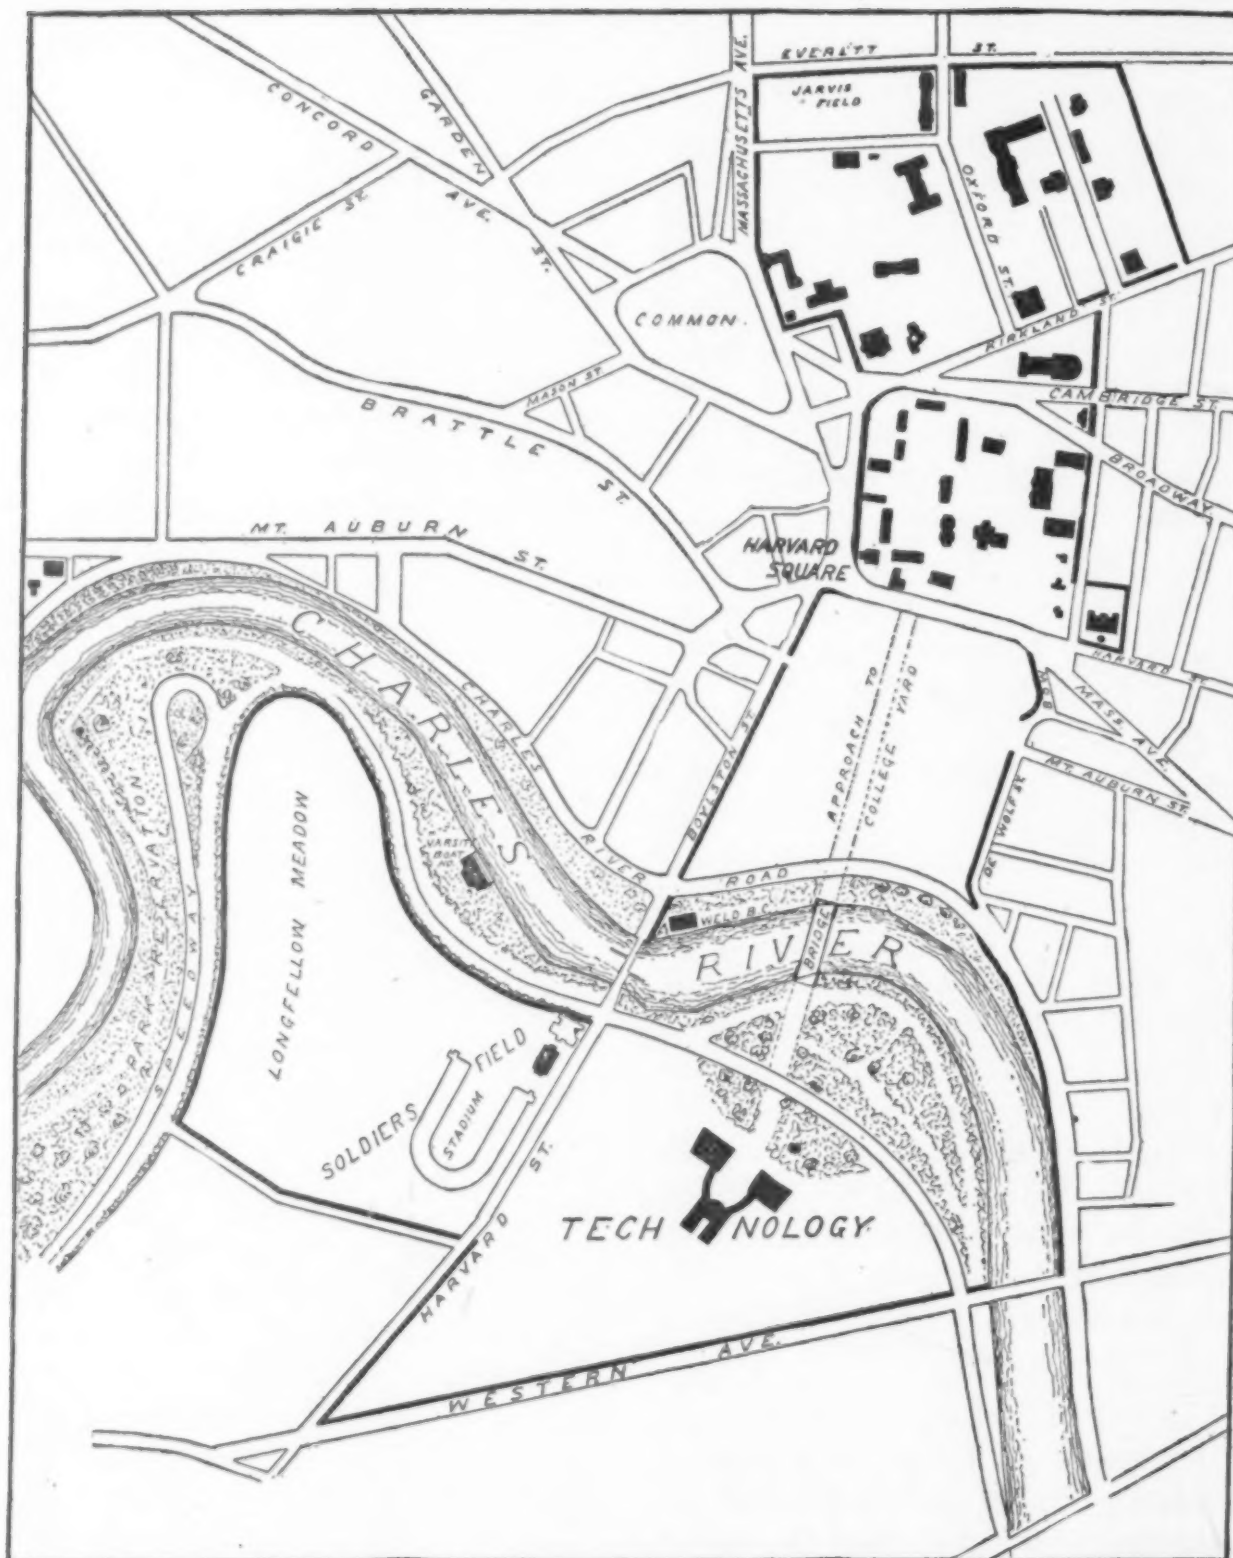 EVERETT ST.
MASSACHUSETTS AVE.
JARVIS
FIELD
CONCORD AVE.
GARDEN ST.
CRAIGIE ST.
OXFORD ST.
COMMON.
KIRKLAND ST.
MASON ST.
CAMBRIDGE ST.
BRATTLE ST.
BROADWAY
MT. AUBURN ST.
HARVARD
SQUARE
HARVARD ST.
CHARLES RIVER
CHARLES RIVER ROAD
BOYLSTON ST.
APPROACH TO
COLLEGE YARD
MASS. AVE.
MT. AUBURN ST.
DE WOLF ST.
PARK RESERVATION
SPEEDWAY
LONGFELLOW MEADOW
BOAT
WELD B.C.
BRIDGE
SOLDIERS FIELD
STADIUM
HARVARD ST.
TECHNOLOGY.
WESTERN AVE.